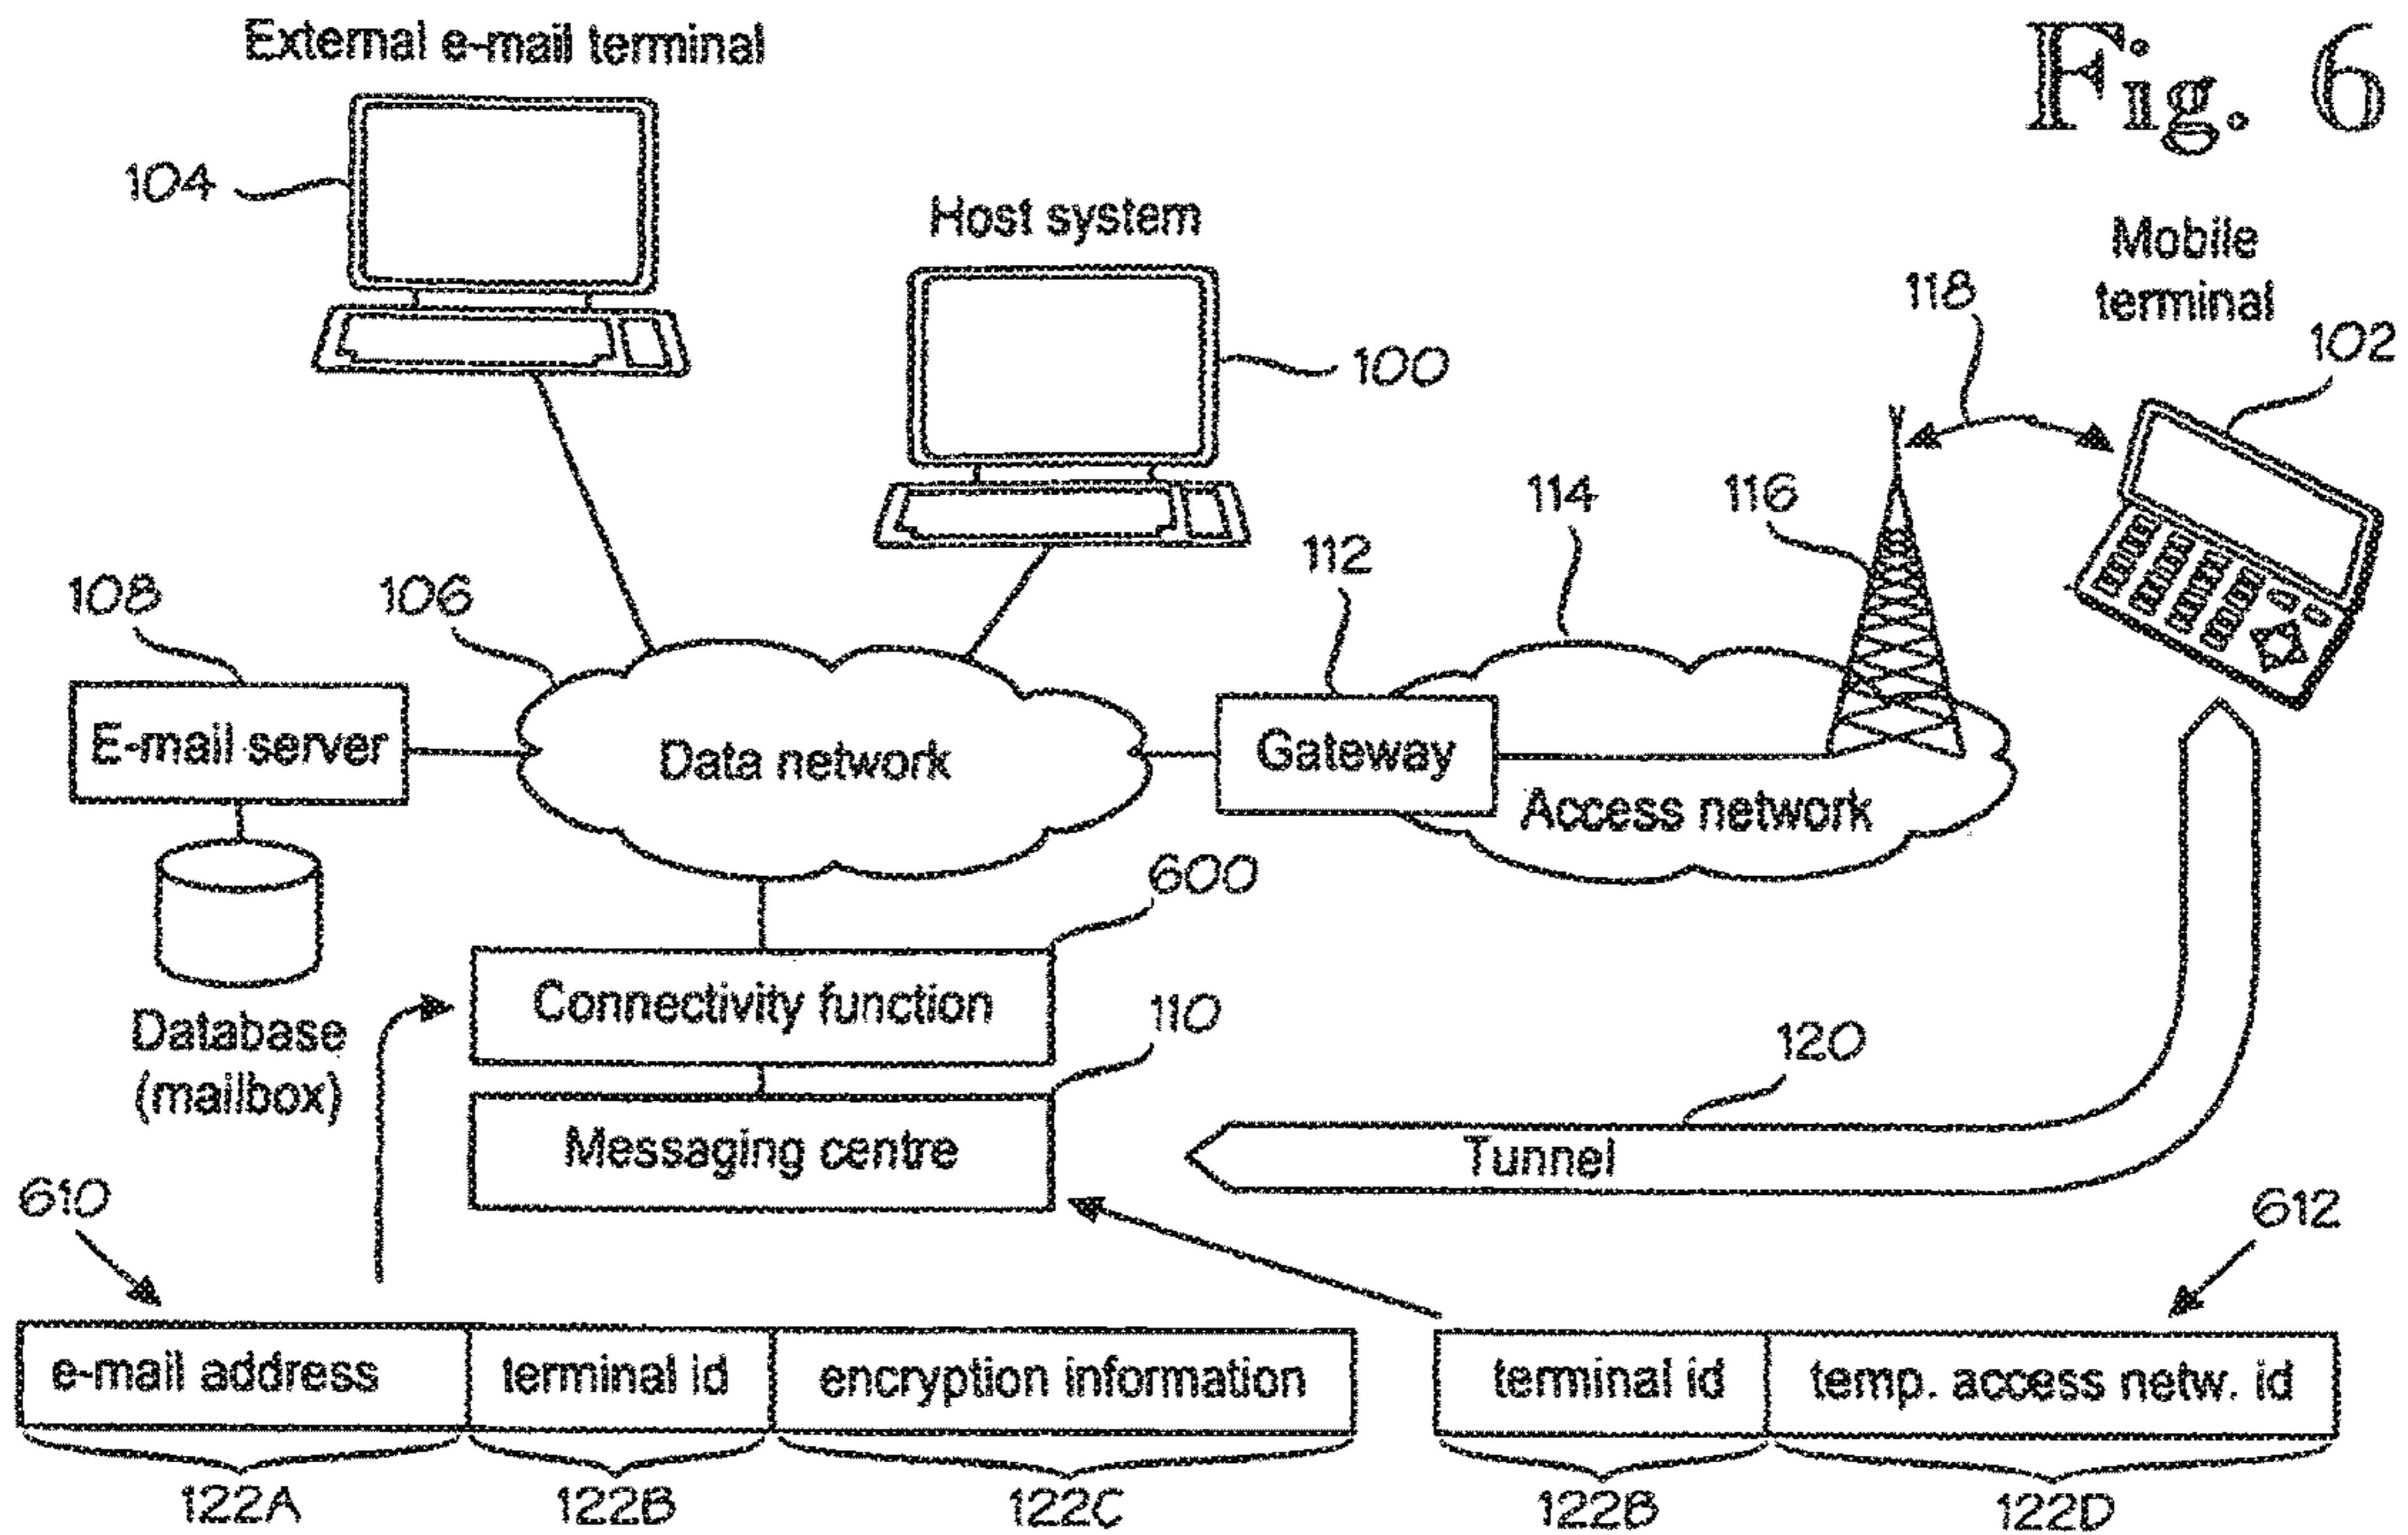 External e-mail terminal
Fig. 6
104
Host system
Mobile
terminal
118
102
100
114
116
112
108
106
E-mail server
Data network
Gateway
Access network
600
Connectivity function
Database
(mailbox)
110
120
Messaging centre
Tunnel
610
612
e-mail address
terminal id
encryption information
terminal id
temp. access netw. id
122A
122B
122C
122B
122D